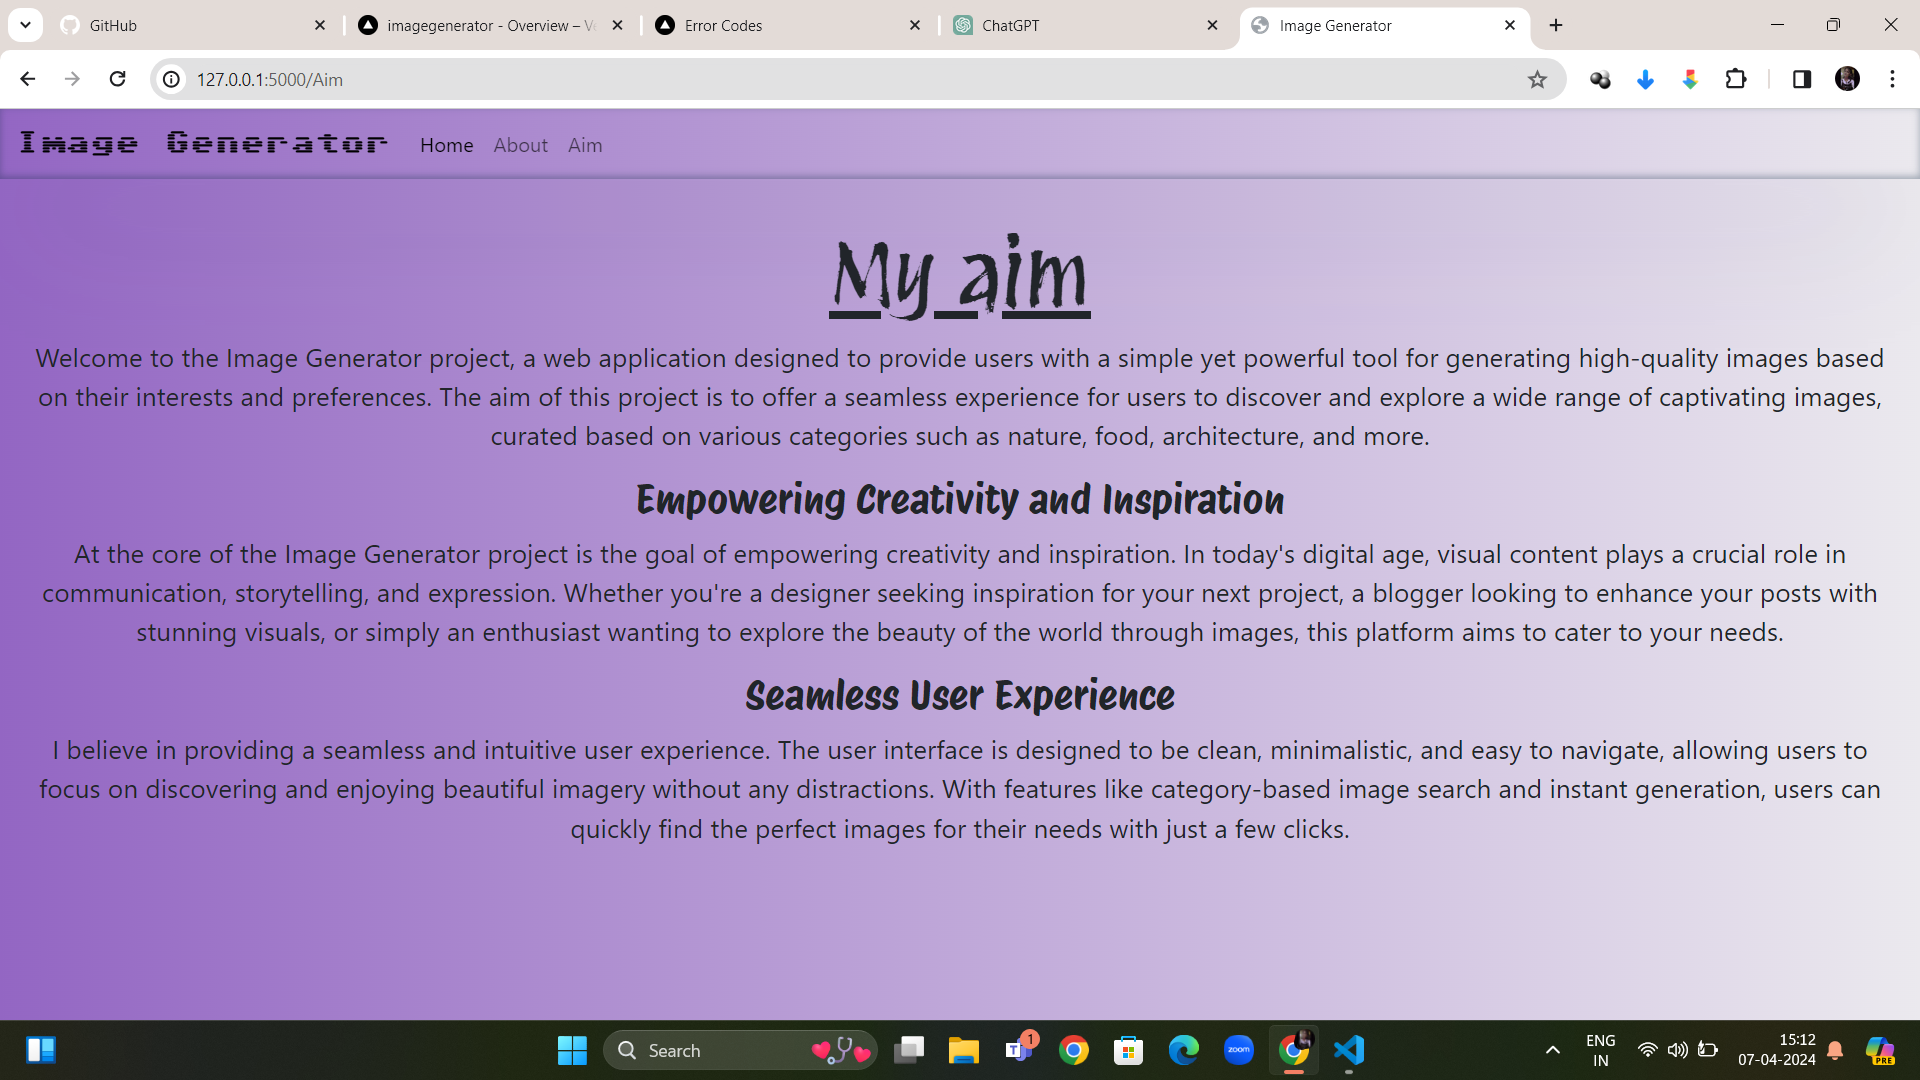 GitHub
imagegenerator - Overview – Ve
Error Codes
ChatGPT
Image Generator
127.0.0.1:5000/Aim
Image Generator Home About Aim
My aim
Welcome to the Image Generator project, a web application designed to provide users with a simple yet powerful tool for generating high-quality images based
on their interests and preferences. The aim of this project is to offer a seamless experience for users to discover and explore a wide range of captivating images,
curated based on various categories such as nature, food, architecture, and more.
Empowering Creativity and Inspiration
At the core of the Image Generator project is the goal of empowering creativity and inspiration. In today's digital age, visual content plays a crucial role in
communication, storytelling, and expression. Whether you're a designer seeking inspiration for your next project, a blogger looking to enhance your posts with
stunning visuals, or simply an enthusiast wanting to explore the beauty of the world through images, this platform aims to cater to your needs.
Seamless User Experience
I believe in providing a seamless and intuitive user experience. The user interface is designed to be clean, minimalistic, and easy to navigate, allowing users to
focus on discovering and enjoying beautiful imagery without any distractions. With features like category-based image search and instant generation, users can
quickly find the perfect images for their needs with just a few clicks.
Search
T
1
zoom
ENG
IN
15:12
07-04-2024
PRE